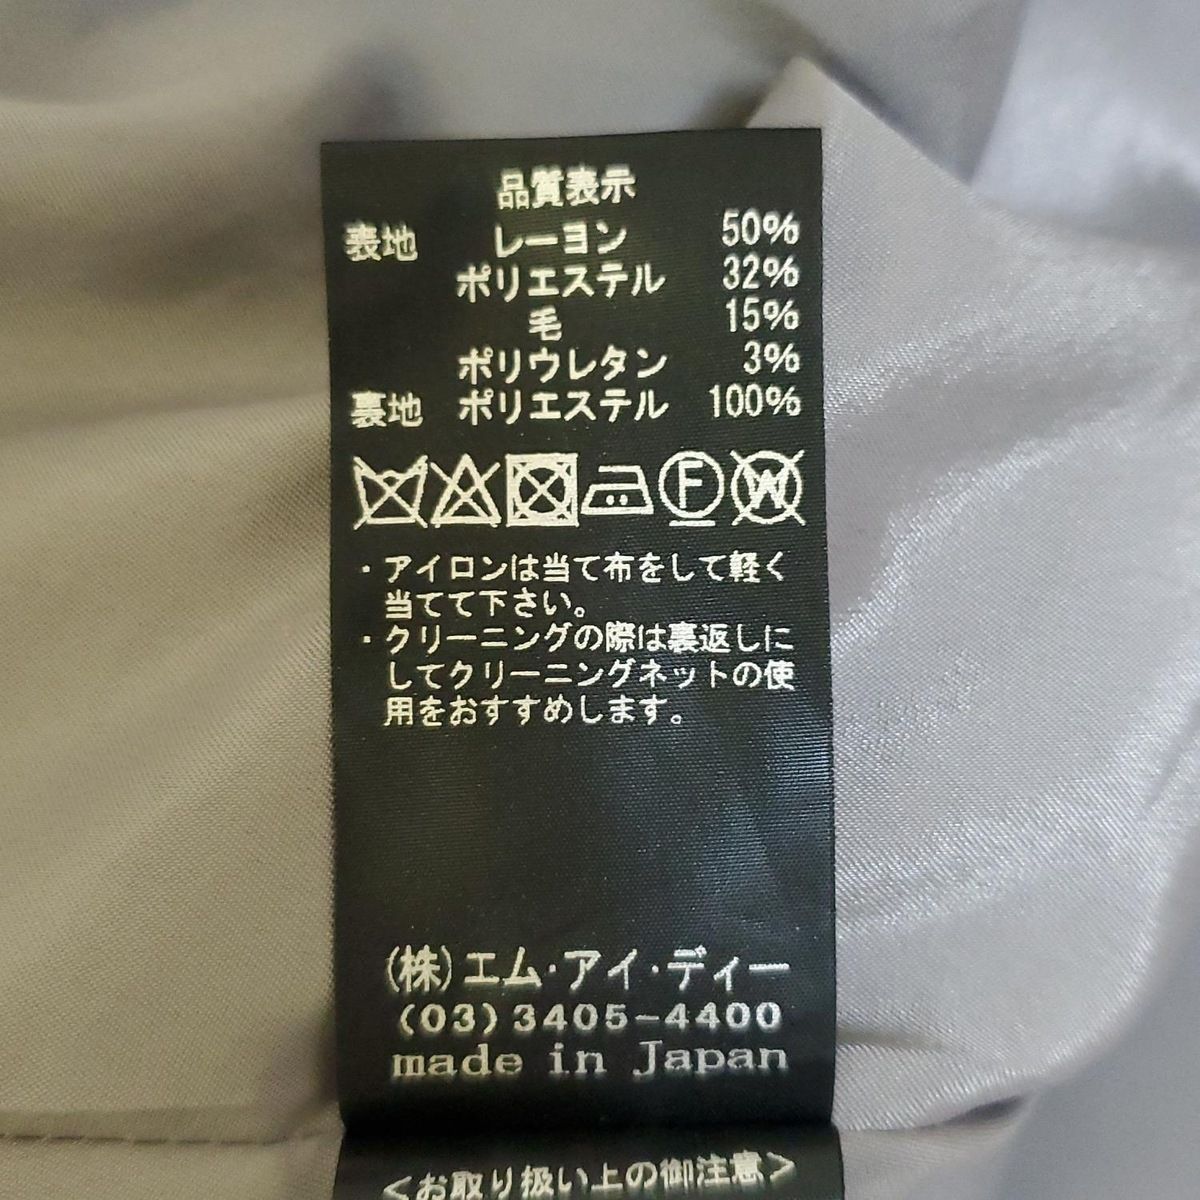 品質表示
表地 レーヨン 50%
ポリエステル 32%
毛 15%
ポリウレタン 3%
裏地 ポリエステル 100%
F W
・アイロンは当て布をして軽く
当てて下さい。
・クリーニングの際は裏返しに
してクリーニングネットの使
用をおすすめします。
(株)エム・アイ・ディー
(03)3405-4400
made in Japan
<お取り扱い上の御注意>